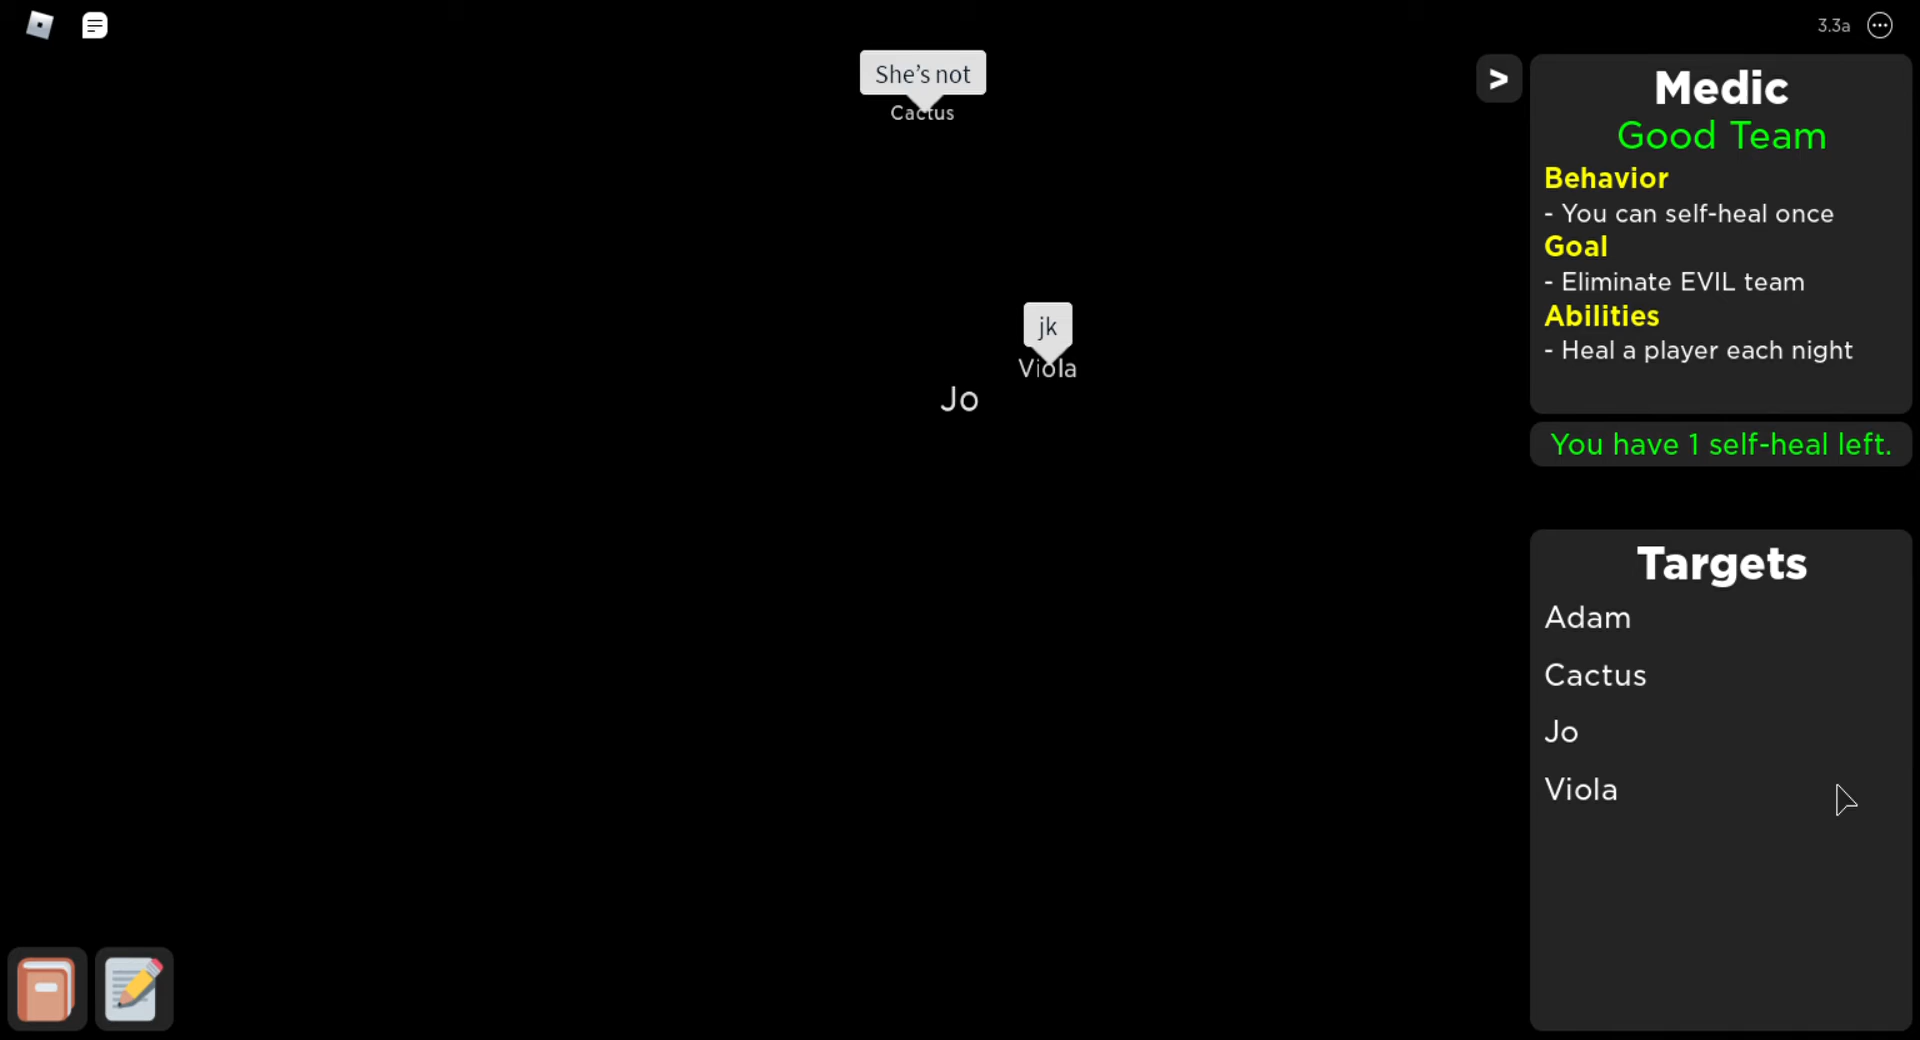 3.3a
She's not
Cactus
jk
Viola
Jo
>
Medic
Good Team
Behavior
- You can self-heal once
Goal
- Eliminate EVIL team
Abilities
- Heal a player each night
You have 1 self-heal left.
Targets
Adam
Cactus
Jo
Viola